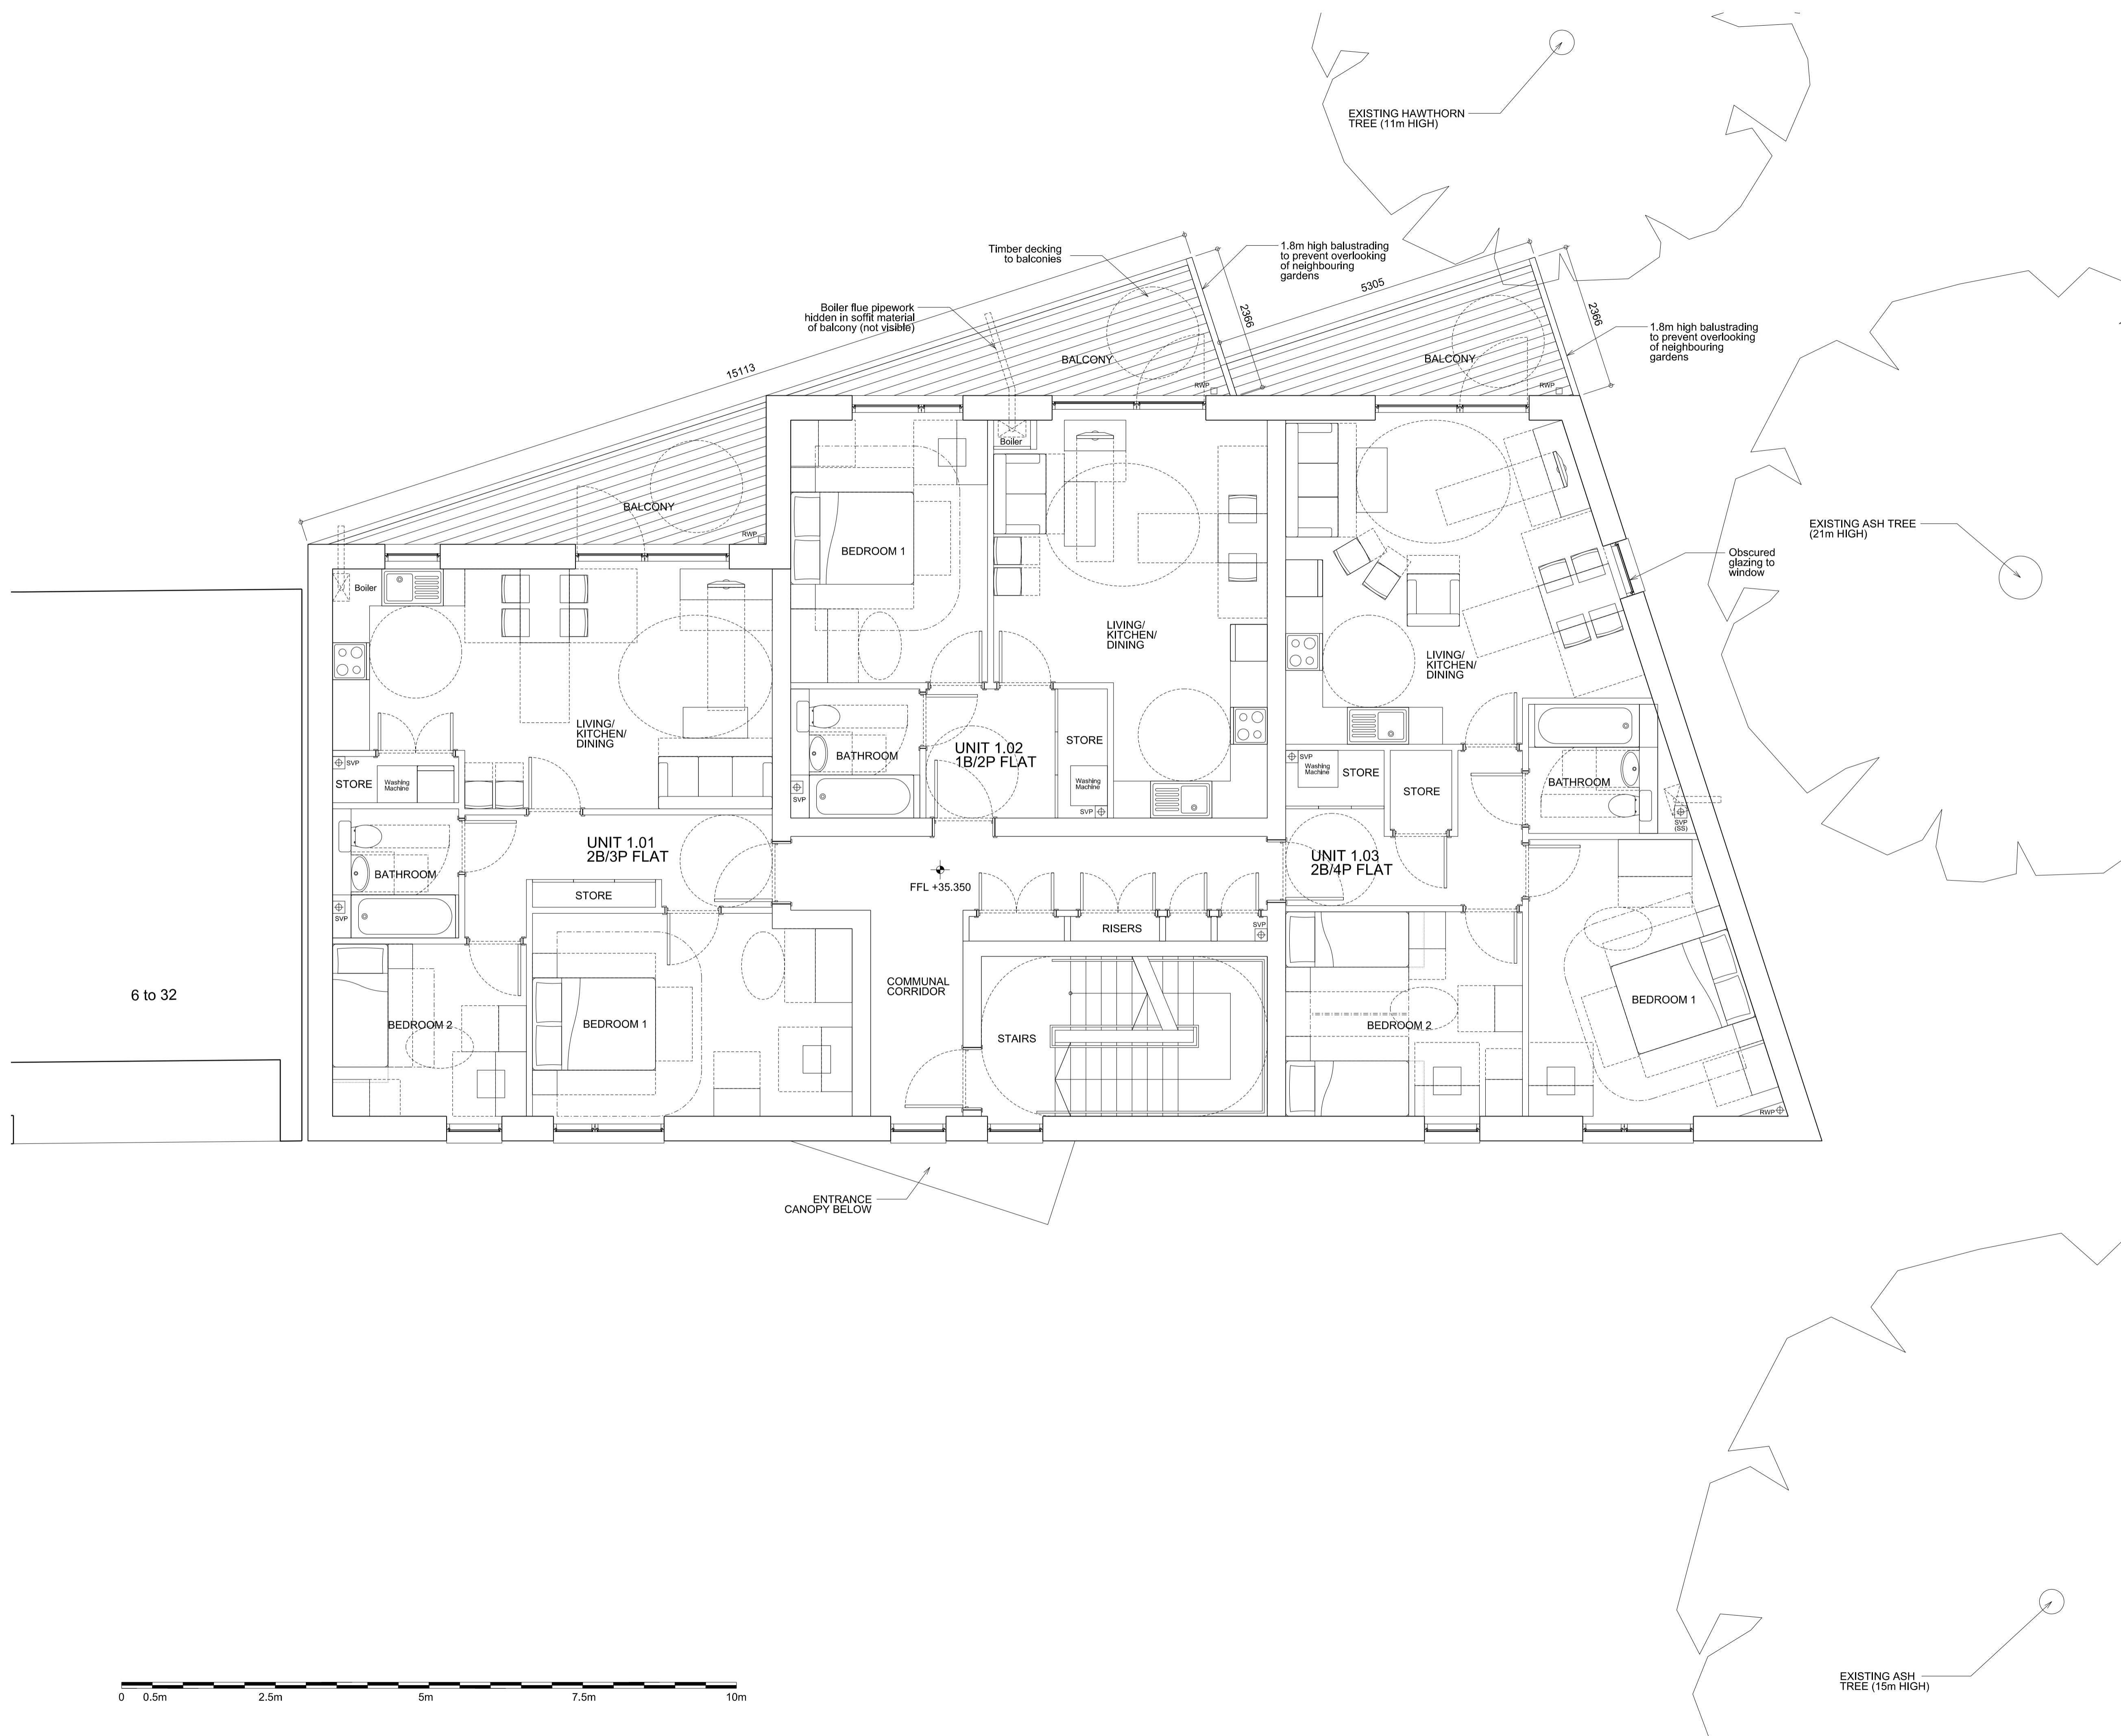 EXISTING HAWTHORN
TREE (11m HIGH)
Timber decking
to balconies
1.8m high balustrading
to prevent overlooking
of neighbouring
gardens
5305
2366
2366
Boiler flue pipework
hidden in soffit material
of balcony (not visible)
1.8m high balustrading
to prevent overlooking
of neighbouring
gardens
15113
BALCONY
BALCONY
RWP
RWP
Boiler
BALCONY
RWP
EXISTING ASH TREE
(21m HIGH)
Obscured
glazing to
window
BEDROOM 1
Boiler
LIVING/
KITCHEN/
DINING
LIVING/
KITCHEN/
DINING
LIVING/
KITCHEN/
DINING
UNIT 1.02
1B/2P FLAT
STORE
BATHROOM
SVP
Washing
Machine
SVP
SVP
Washing
Machine
STORE
STORE
BATHROOM
SVP
(SS)
SVP
STORE
Washing
Machine
UNIT 1.01
2B/3P FLAT
UNIT 1.03
2B/4P FLAT
BATHROOM
SVP
STORE
FFL +35.350
RISERS
SVP
COMMUNAL
CORRIDOR
STAIRS
6 to 32
BEDROOM 2
BEDROOM 1
BEDROOM 2
BEDROOM 1
RWP
ENTRANCE
CANOPY BELOW
EXISTING ASH
TREE (15m HIGH)
0 0.5m 2.5m 5m 7.5m 10m